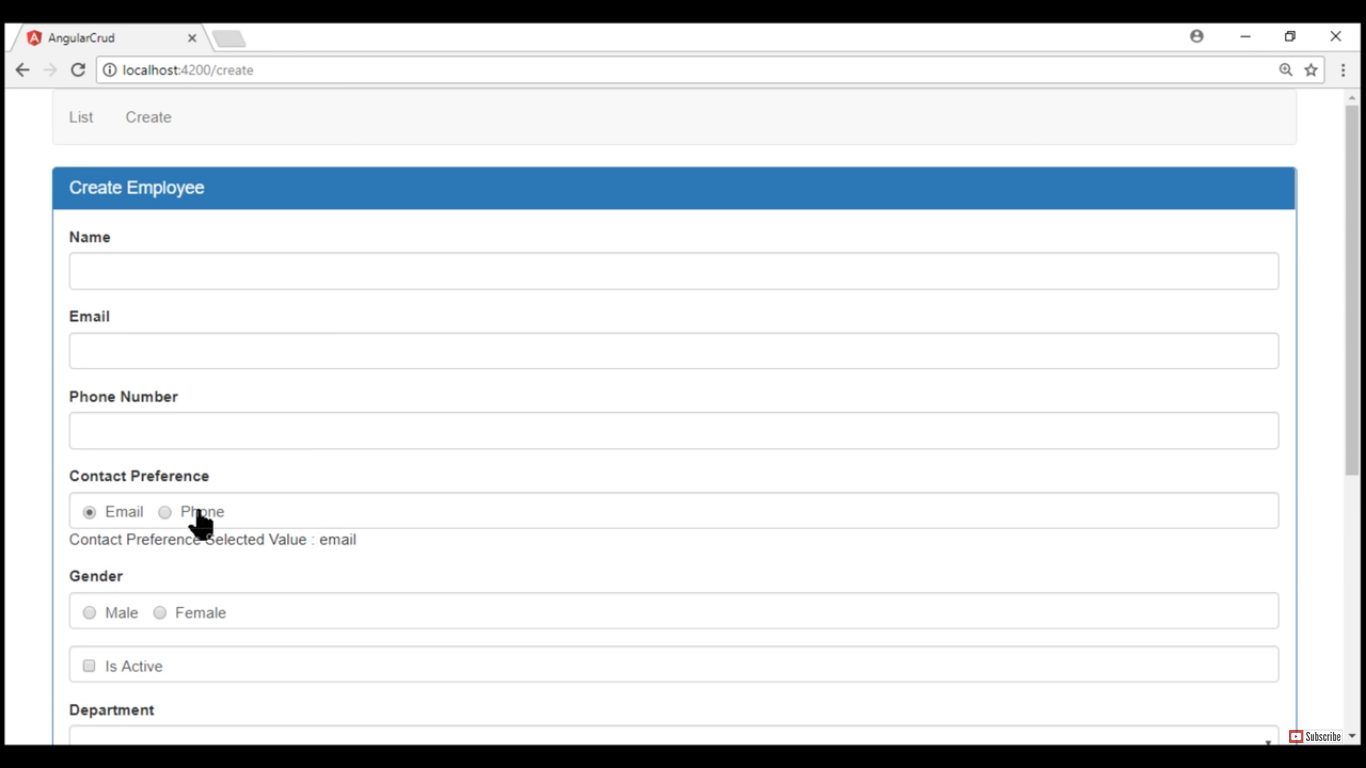 AngularCrud
localhost:4200/create
List Create
Create Employee
Name
Email
Phone Number
Contact Preference
Email Phone
Contact Preference Selected Value : email
Gender
Male Female
Is Active
Department
Subscribe